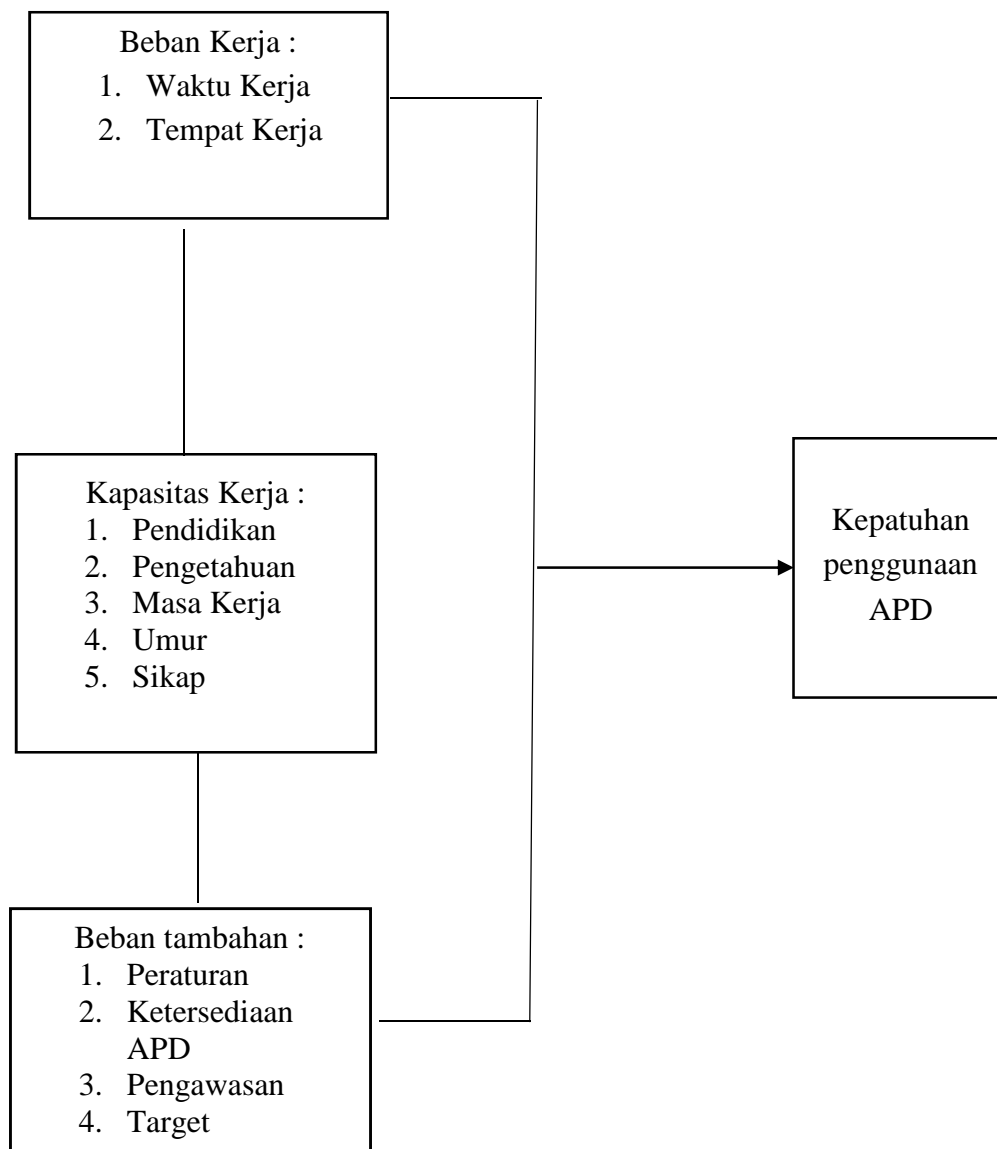 Beban Kerja :
1. Waktu Kerja
2. Tempat Kerja
Kapasitas Kerja :
1. Pendidikan
2. Pengetahuan
3. Masa Kerja
4. Umur
5. Sikap
Kepatuhan
penggunaan
APD
Beban tambahan :
1. Peraturan
2. Ketersediaan
APD
3. Pengawasan
4. Target